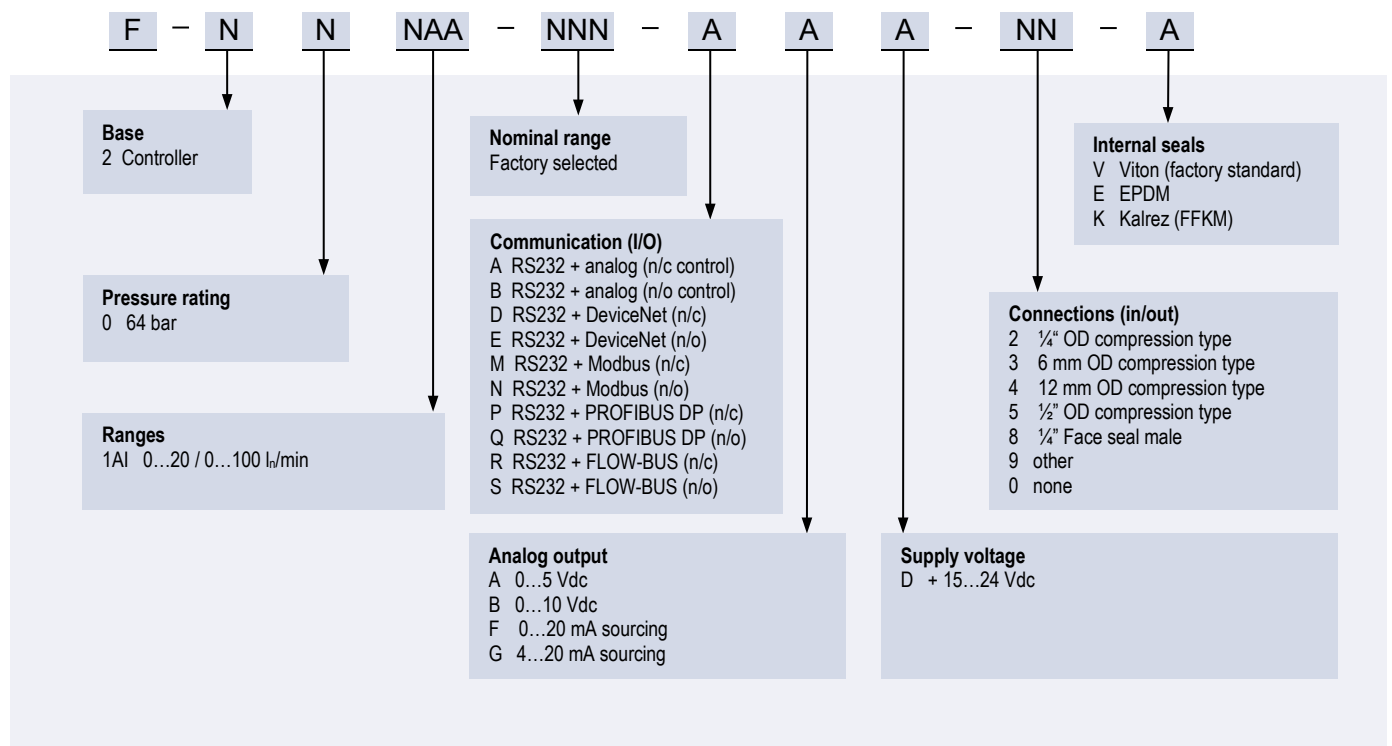 F – N N NAA – NNN – A A A – NN – A
Base
2 Controller
Pressure rating
0 64 bar
Ranges
1AI 0…20 / 0…100 lₙ/min
Nominal range
Factory selected
Communication (I/O)
A RS232 + analog (n/c control)
B RS232 + analog (n/o control)
D RS232 + DeviceNet (n/c)
E RS232 + DeviceNet (n/o)
M RS232 + Modbus (n/c)
N RS232 + Modbus (n/o)
P RS232 + PROFIBUS DP (n/c)
Q RS232 + PROFIBUS DP (n/o)
R RS232 + FLOW-BUS (n/c)
S RS232 + FLOW-BUS (n/o)
Analog output
A 0…5 Vdc
B 0…10 Vdc
F 0…20 mA sourcing
G 4…20 mA sourcing
Supply voltage
D + 15…24 Vdc
Connections (in/out)
2 ¼“ OD compression type
3 6 mm OD compression type
4 12 mm OD compression type
5 ½” OD compression type
8 ¼” Face seal male
9 other
0 none
Internal seals
V Viton (factory standard)
E EPDM
K Kalrez (FFKM)